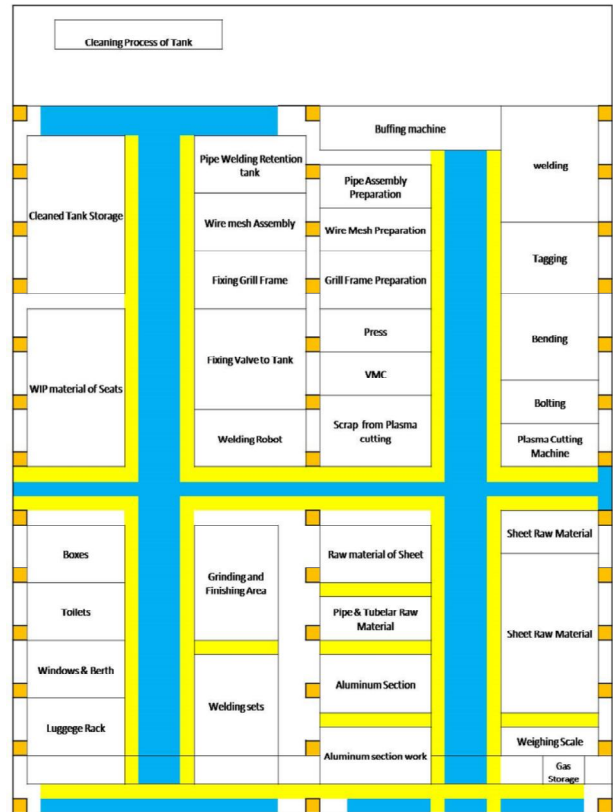 Cleaning Process of Tank
Buffing machine
welding
Pipe Welding Retention
tank
Pipe Assembly
Preparation
Cleaned Tank Storage
Wire mesh Assembly
Wire Mesh Preparation
Tagging
Fixing Grill Frame
Grill Frame Preparation
Press
Bending
Fixing Valve to Tank
VMC
WIP material of Seats
Bolting
Welding Robot
Scrap from Plasma
cutting
Plasma Cutting
Machine
Boxes
Grinding and
Finishing Area
Raw material of Sheet
Sheet Raw Material
Toilets
Pipe & Tubelar Raw
Material
Sheet Raw Material
Windows & Berth
Welding sets
Aluminum Section
Luggege Rack
Aluminum section work
Weighing Scale
Gas
Storage